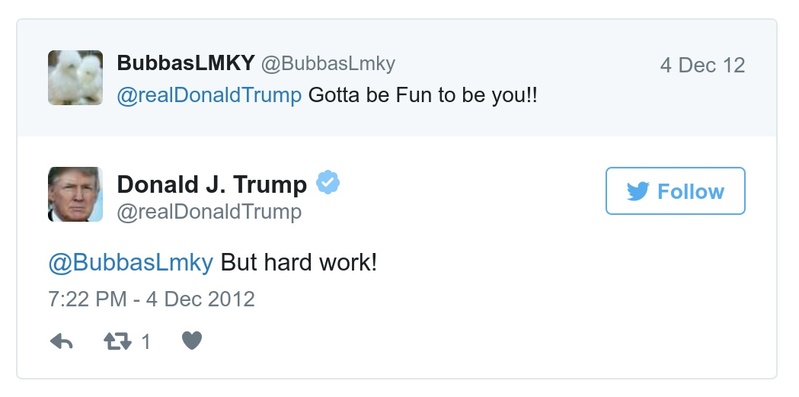 BubbasLMKY @BubbasLmky 4 Dec 12
@realDonaldTrump Gotta be Fun to be you!!
Donald J. Trump
@realDonaldTrump
Follow
@BubbasLmky But hard work!
7:22 PM - 4 Dec 2012
1